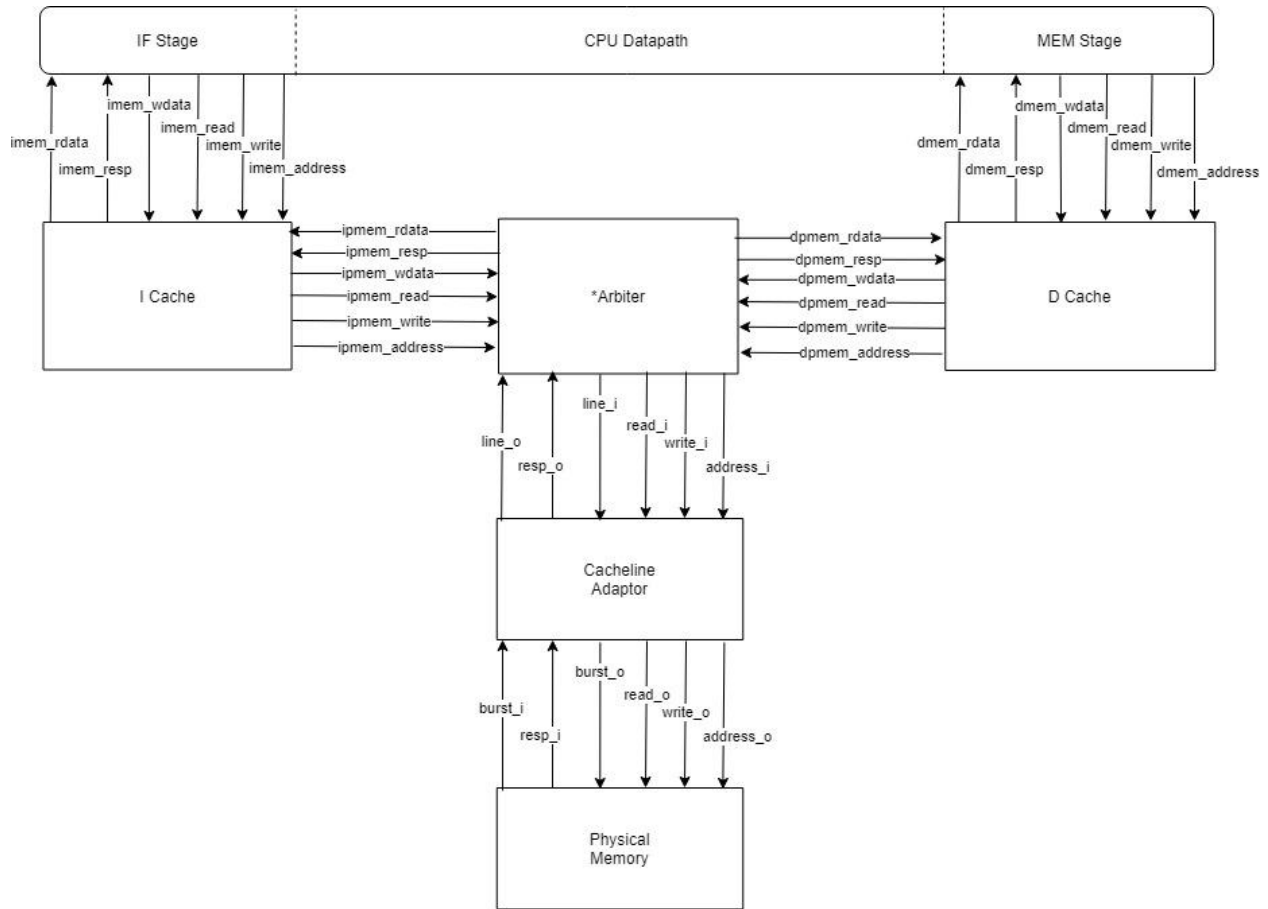 IF Stage
CPU Datapath
MEM Stage
imem_rdata
imem_resp
imem_wdata
imem_read
imem_write
imem_address
dmem_rdata
dmem_resp
dmem_wdata
dmem_read
dmem_write
dmem_address
I Cache
ipmem_rdata
ipmem_resp
ipmem_wdata
ipmem_read
ipmem_write
ipmem_address
*Arbiter
dpmem_rdata
dpmem_resp
dpmem_wdata
dpmem_read
dpmem_write
dpmem_address
D Cache
line_o
resp_o
line_i
read_i
write_i
address_i
Cacheline
Adaptor
burst_i
resp_i
burst_o
read_o
write_o
address_o
Physical
Memory